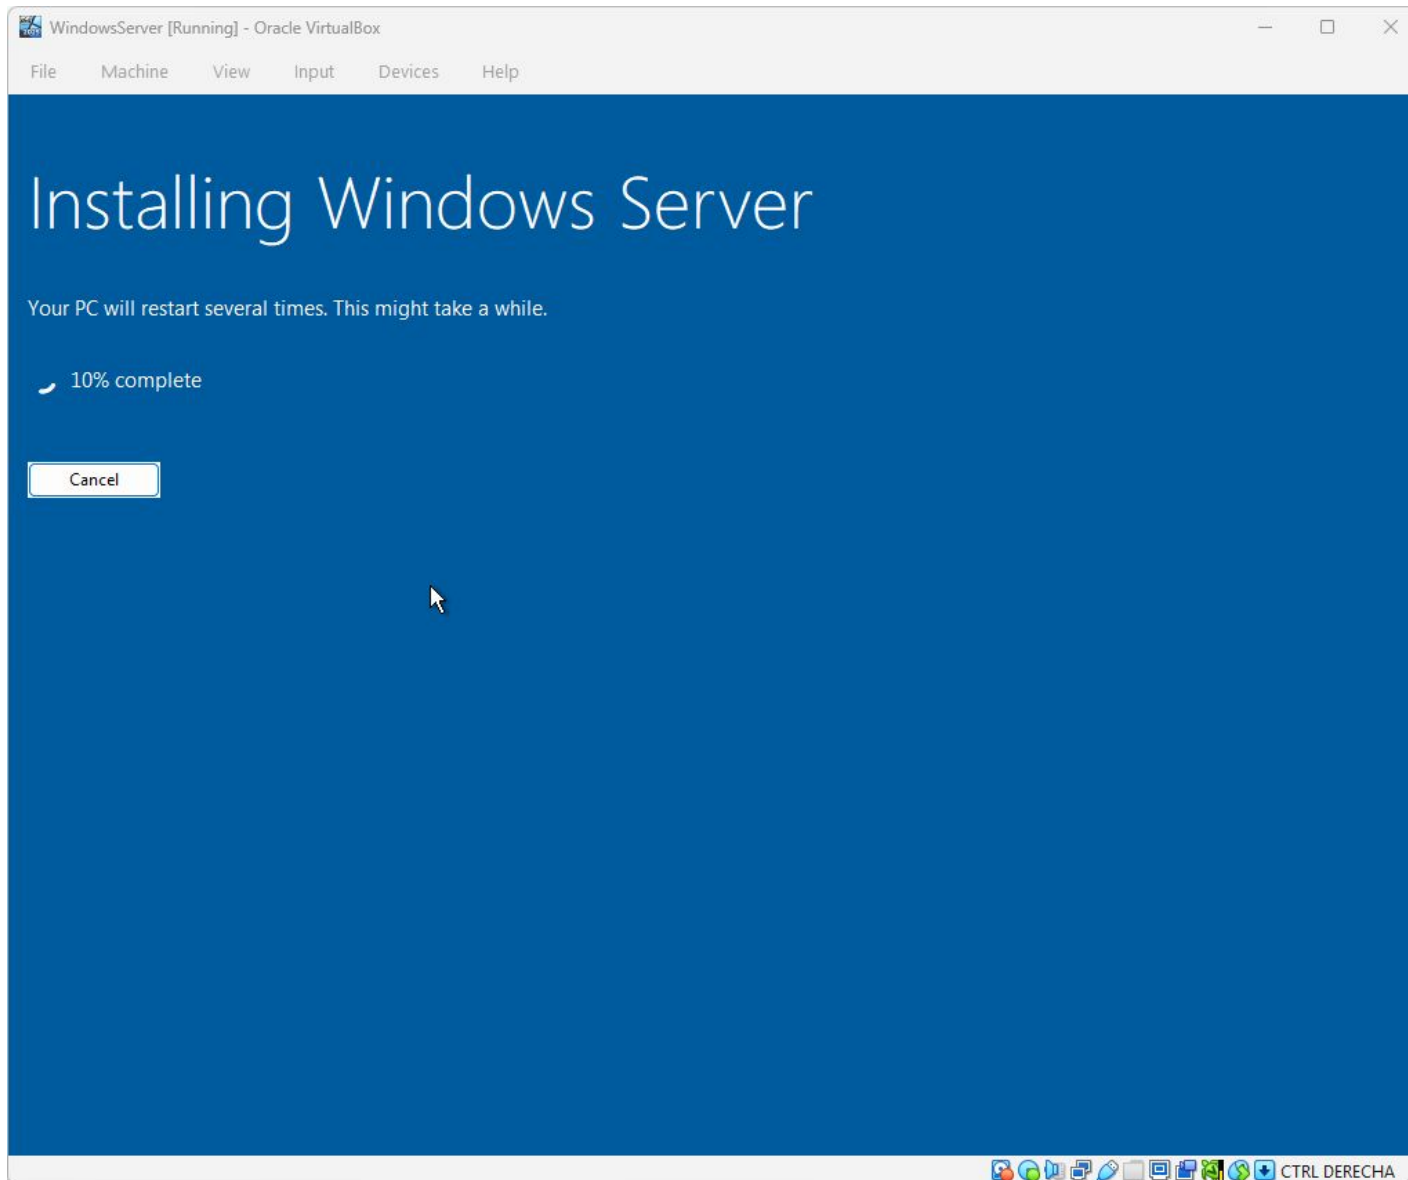 WindowsServer [Running] - Oracle VirtualBox
File Machine View Input Devices Help
Installing Windows Server
Your PC will restart several times. This might take a while.
10% complete
Cancel
CTRL DERECHA